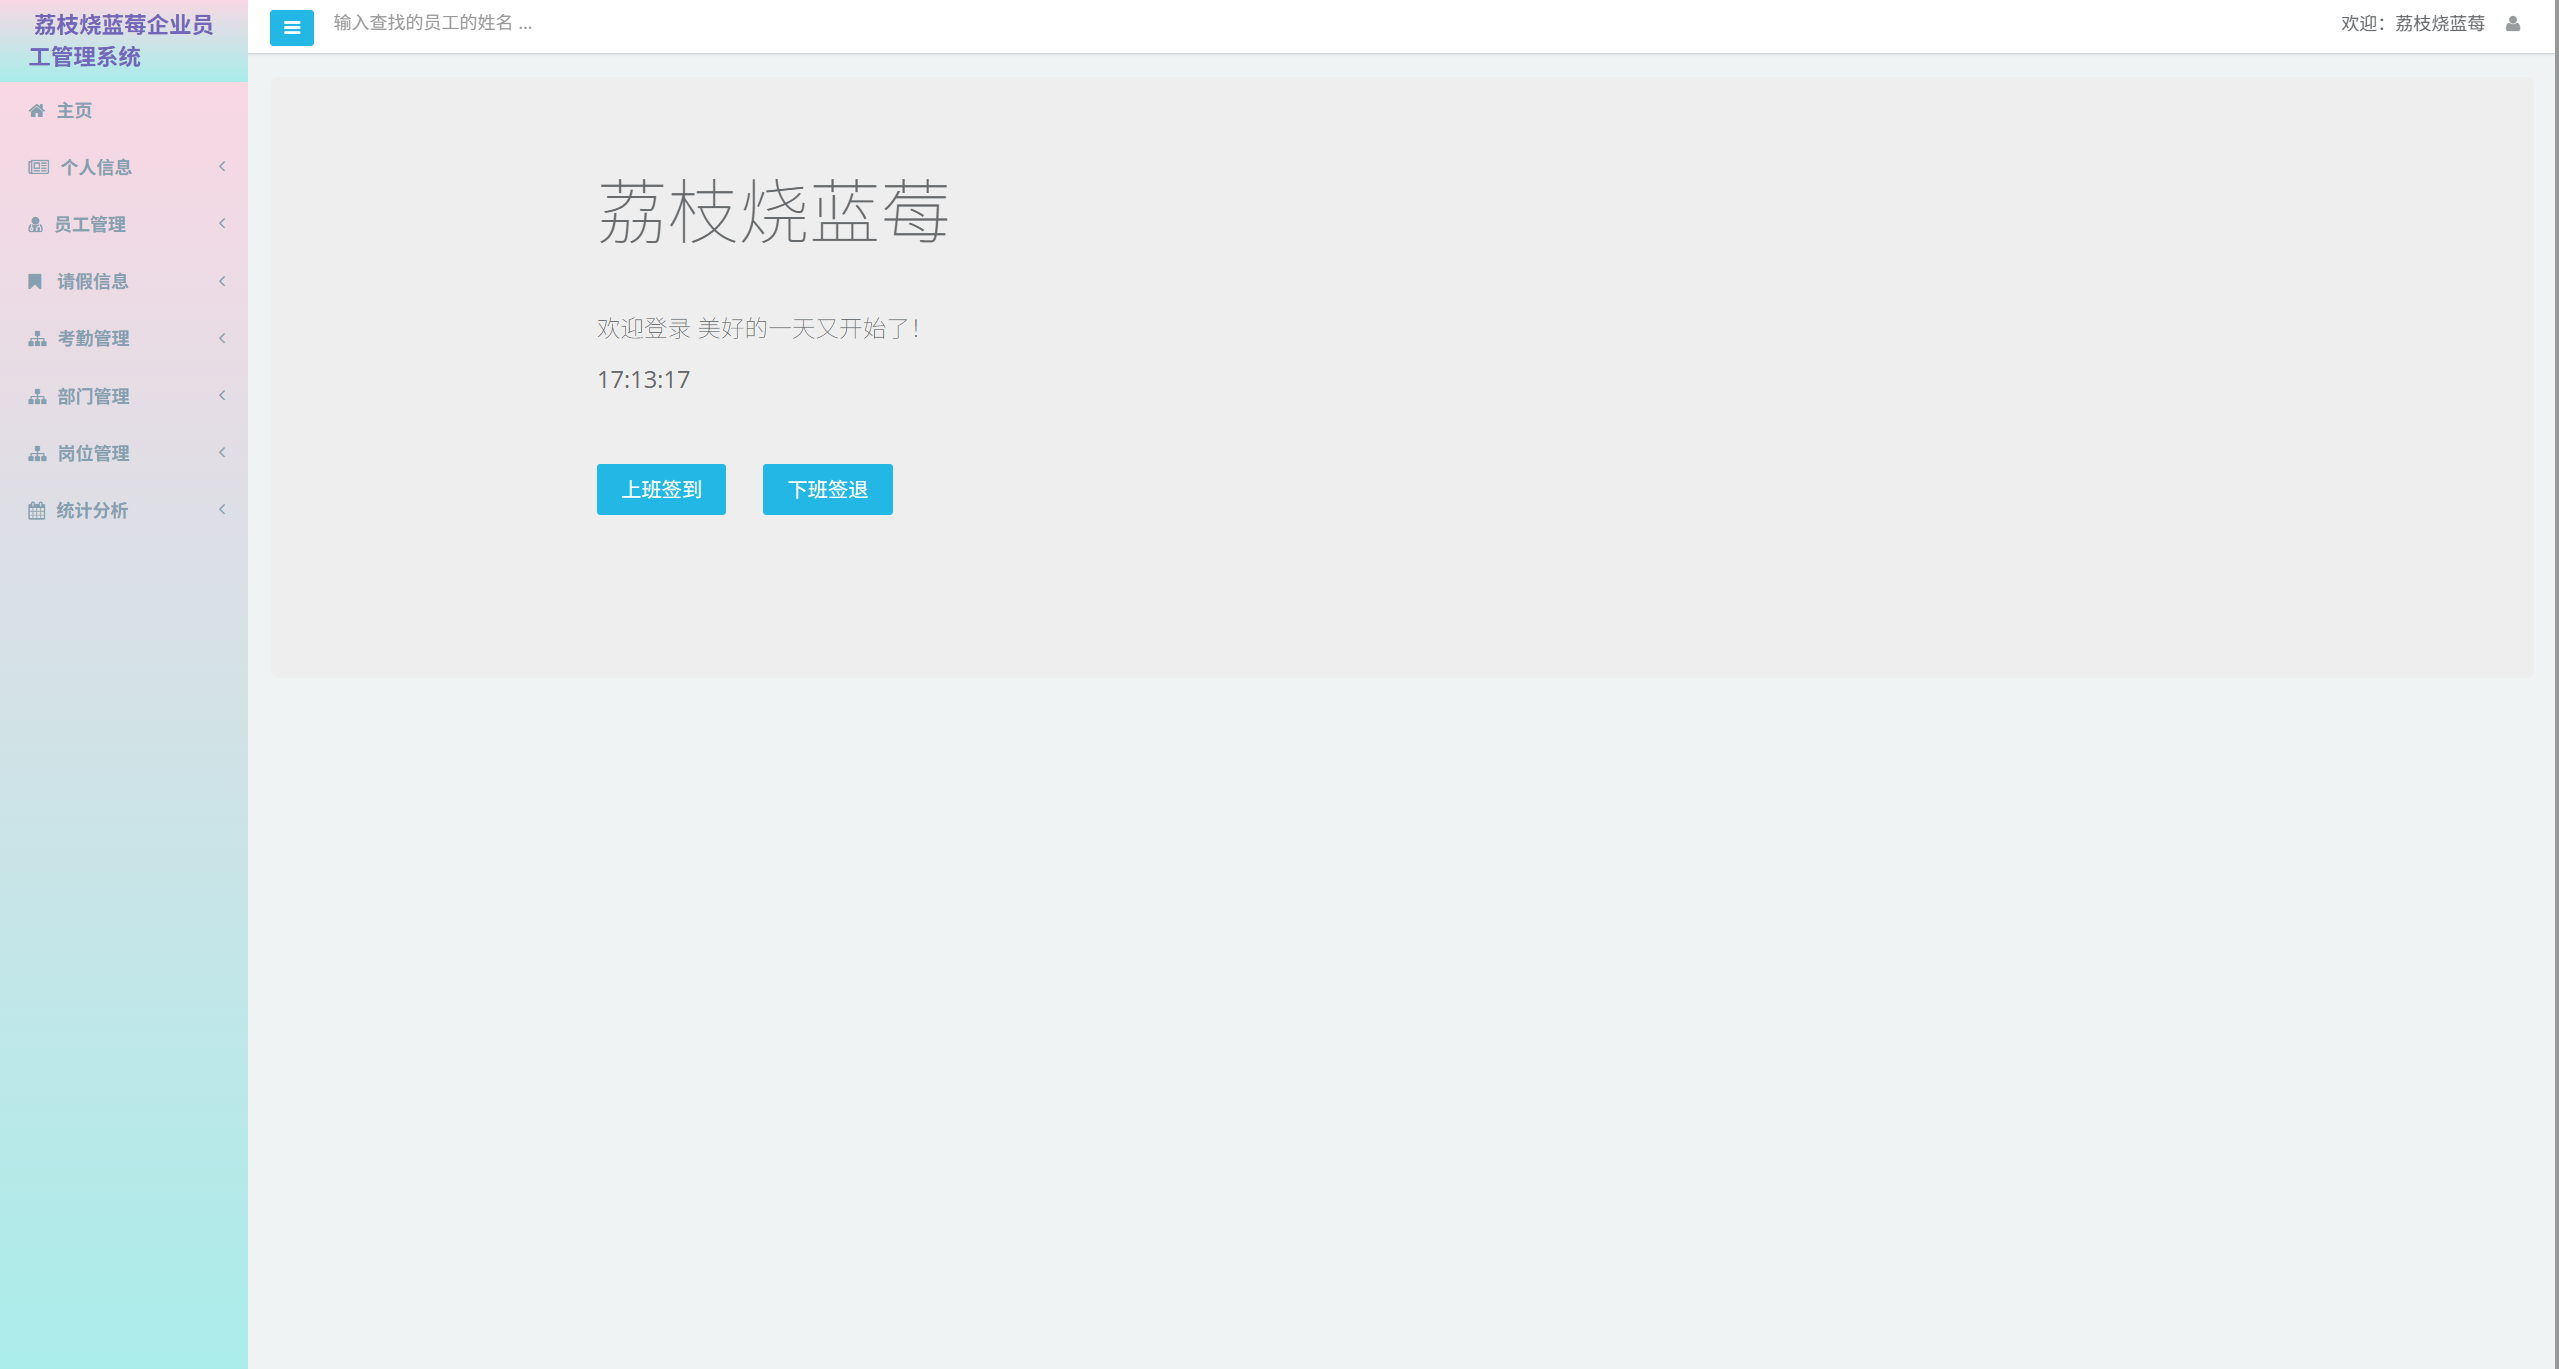 荔枝烧蓝莓企业员
工管理系统
主页
个人信息
员工管理
请假信息
考勤管理
部门管理
岗位管理
统计分析
输入查找的员工的姓名 ...
欢迎：荔枝烧蓝莓
荔枝烧蓝莓
欢迎登录 美好的一天又开始了！
17:13:17
上班签到
下班签退